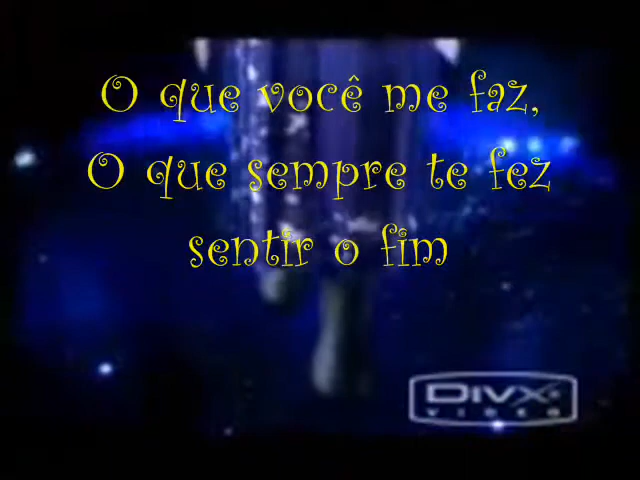 O que você me faz,
O que sempre te fez
sentir o fim
DIVX
VIDEO